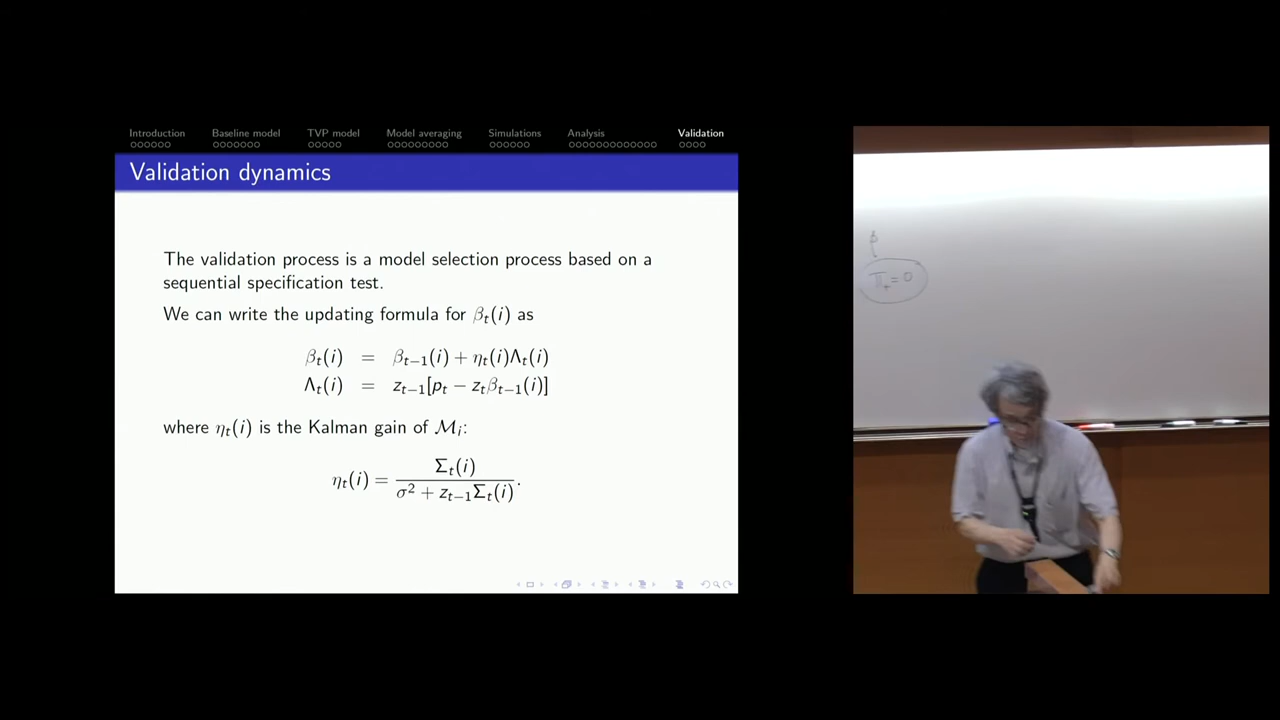 Introduction Baseline model TVP model Model averaging Simulations Analysis Validation
Validation dynamics
The validation process is a model selection process based on a
sequential specification test.
We can write the updating formula for βₜ(i) as
βₜ(i) = βₜ₋₁(i) + ηₜ(i)Λₜ(i)
Λₜ(i) = zₜ₋₁[pₜ − zₜβₜ₋₁(i)]
where ηₜ(i) is the Kalman gain of ℳᵢ:
ηₜ(i) = Σₜ(i) / (σ² + zₜ₋₁Σₜ(i)).
= 0